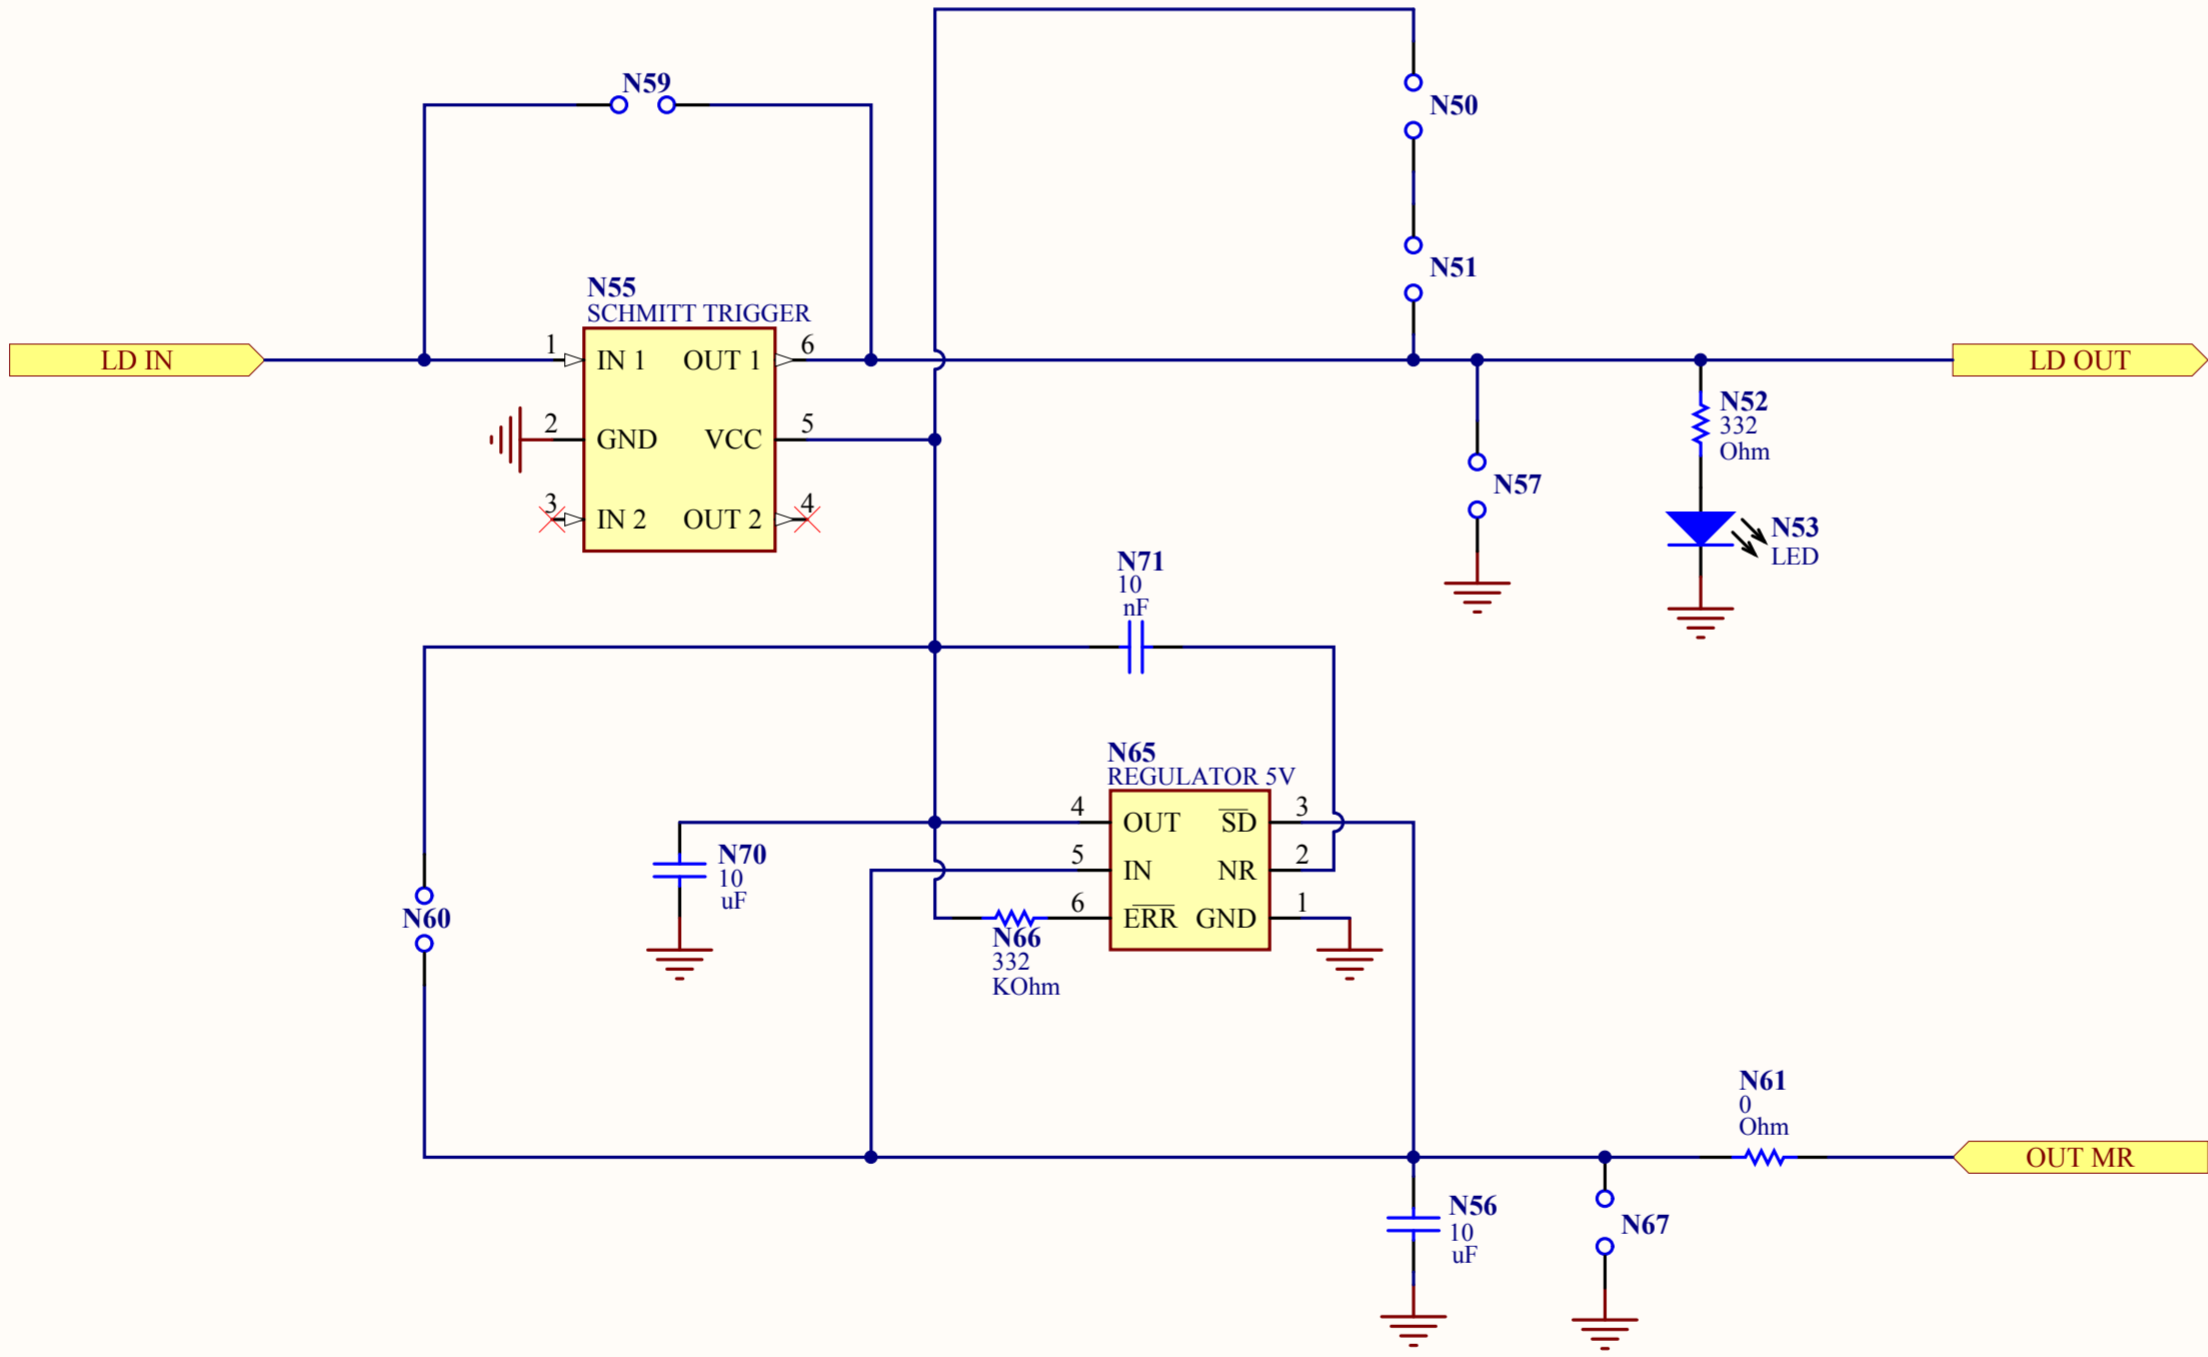 N59
N50
N51
N55
SCHMITT TRIGGER
LD IN
1
IN 1
OUT 1
6
LD OUT
2
GND
VCC
5
3
IN 2
OUT 2
4
N52
332
Ohm
N57
N53
LED
N71
10
nF
N65
REGULATOR 5V
4
OUT
SD
3
5
IN
NR
2
6
ERR
GND
1
N70
10
uF
N60
N66
332
KOhm
N61
0
Ohm
OUT MR
N56
10
uF
N67